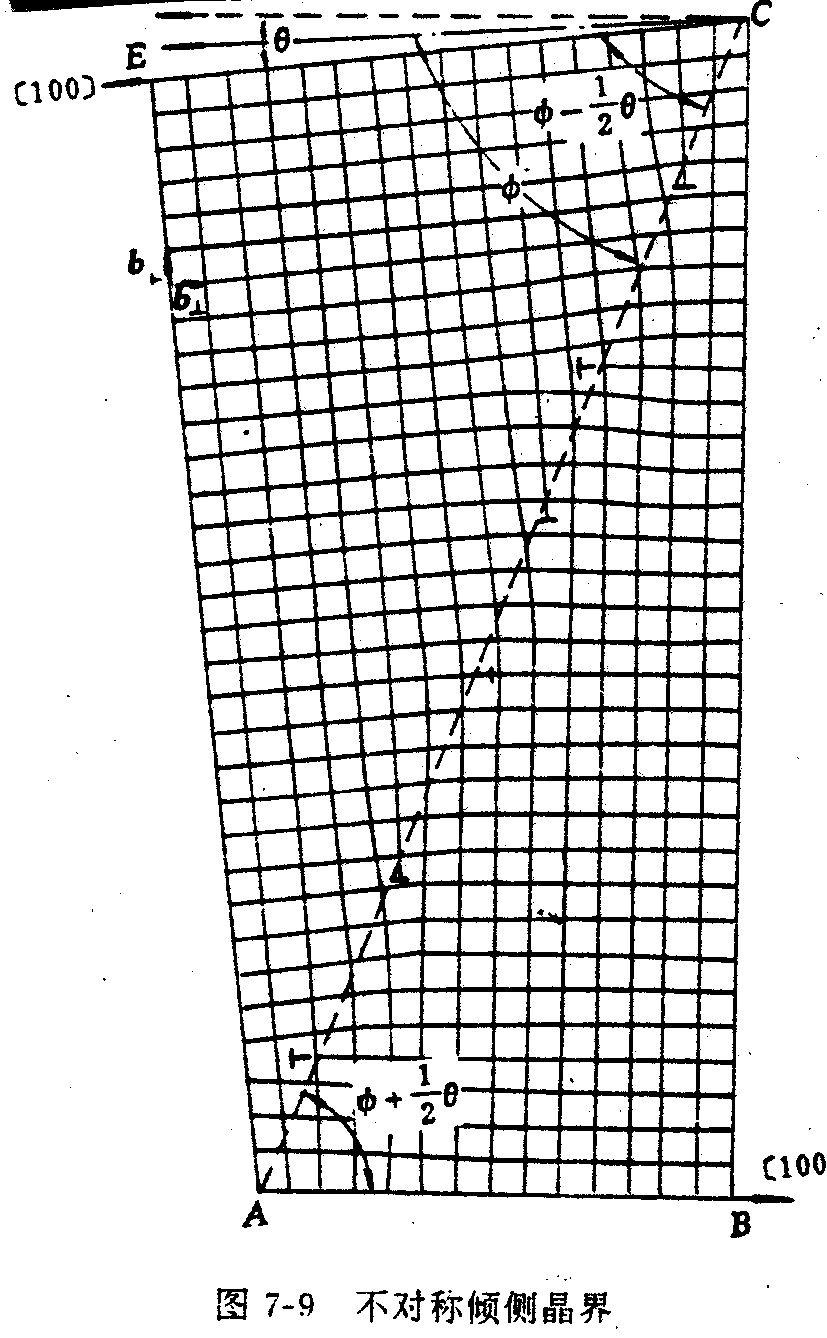 C
E
θ
〔100〕
ϕ − 1/2 θ
ϕ
b⊢
b⊥
ϕ + 1/2 θ
〔100
A
B
图 7-9 不对称倾侧晶界